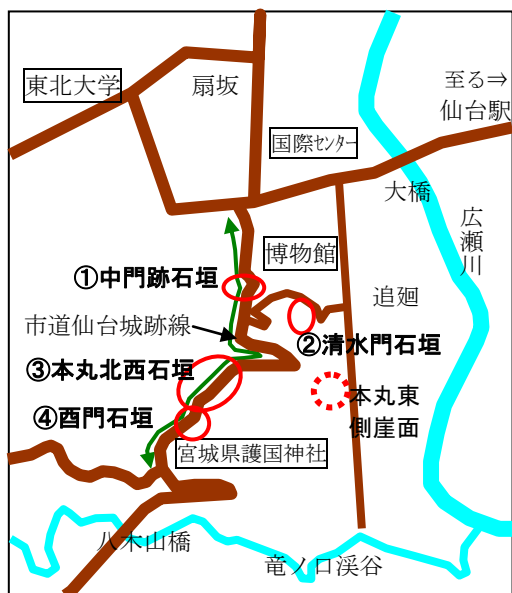 東北大学
扇坂
至る⇒
仙台駅
国際センター
大橋
広瀬川
博物館
①中門跡石垣
追廻
市道仙台城跡線
②清水門石垣
③本丸北西石垣
本丸東
側崖面
④酉門石垣
宮城県護国神社
八木山橋
竜ノ口渓谷